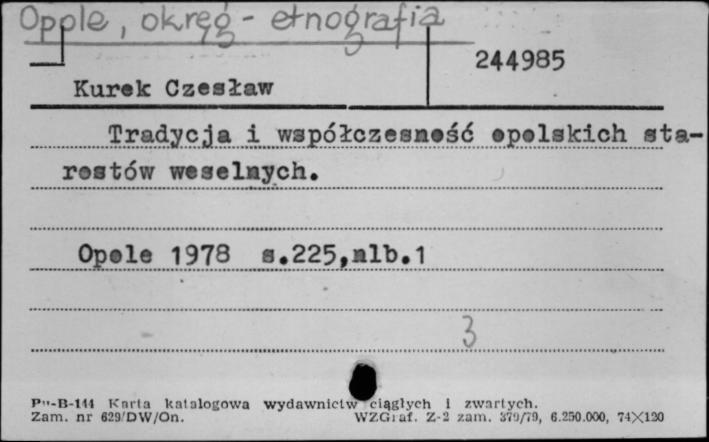 Opole, okręg - etnografia
244985
Kurek Czesław
Tradycja i współczesność opolskich sta-
rostów weselnych.
Opole 1978 s.225,nlb.1
3
Pu-B-144 Karta katalogowa wydawnictw ciągłych i zwartych.
Zam. nr 629/DW/On. WZGraf. Z-2 zam. 379/79, 6.250.000, 74X120